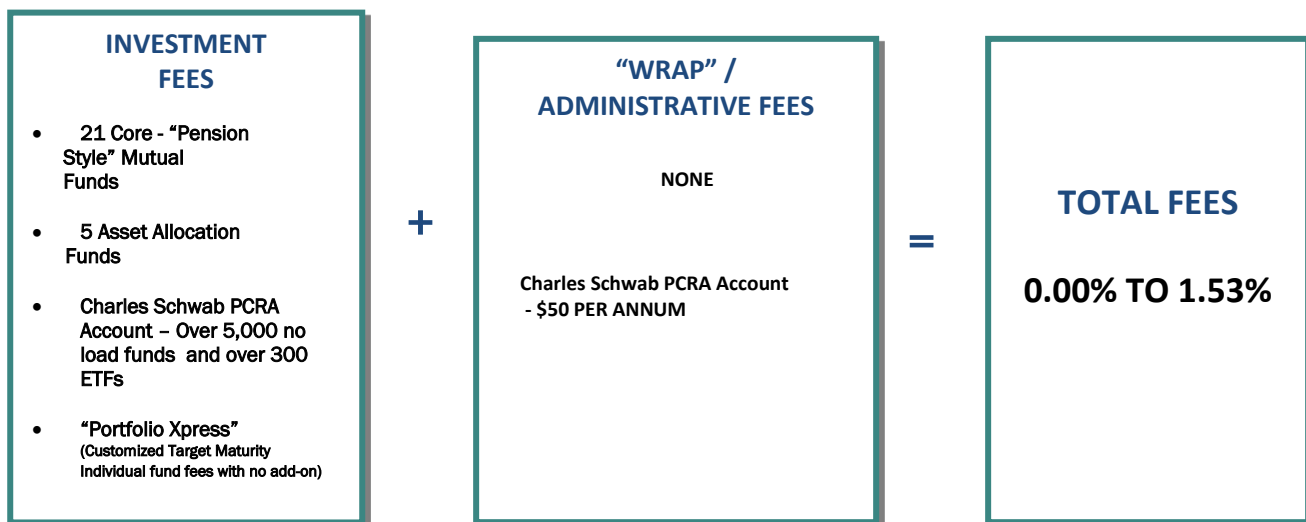 INVESTMENT
FEES
• 21 Core - “Pension
Style” Mutual
Funds
• 5 Asset Allocation
Funds
• Charles Schwab PCRA
Account – Over 5,000 no
load funds and over 300
ETFs
• “Portfolio Xpress”
(Customized Target Maturity
Individual fund fees with no add-on)
+
“WRAP” /
ADMINISTRATIVE FEES
NONE
Charles Schwab PCRA Account
- $50 PER ANNUM
=
TOTAL FEES
0.00% TO 1.53%